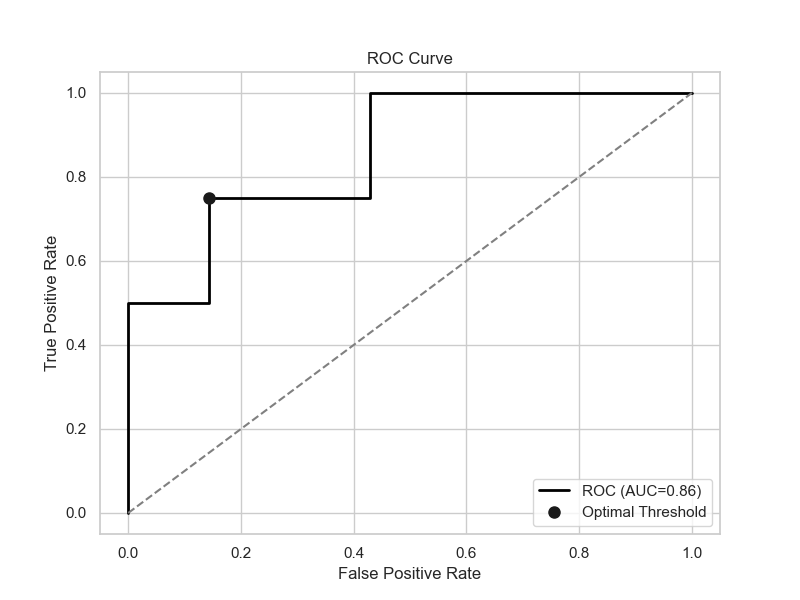 ROC Curve
1.0
0.8
0.6
0.4
0.2
0.0
True Positive Rate
0.0 0.2 0.4 0.6 0.8 1.0
False Positive Rate
ROC (AUC=0.86)
Optimal Threshold